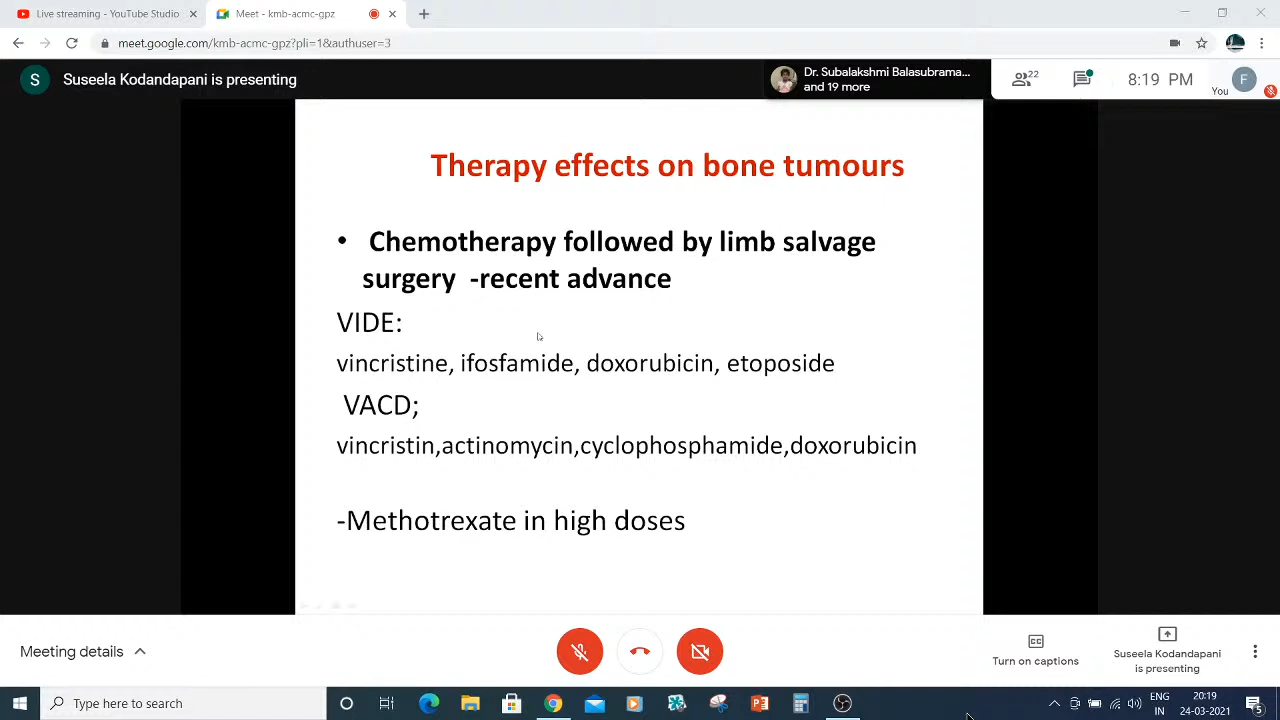 Live streaming - YouTube Studio
Meet - kmb-acmc-gpz
meet.google.com/kmb-acmc-gpz?pli=1&authuser=3
S
Suseela Kodandapani is presenting
Dr. Subalakshmi Balasubrama...
and 19 more
22
8:19 PM
You
F
Therapy effects on bone tumours
• Chemotherapy followed by limb salvage
surgery -recent advance
VIDE:
vincristine, ifosfamide, doxorubicin, etoposide
VACD;
vincristin,actinomycin,cyclophosphamide,doxorubicin
-Methotrexate in high doses
Meeting details
CC
Turn on captions
Suseela Kodandapani
is presenting
Type here to search
ENG
IN
20:19
24-03-2021